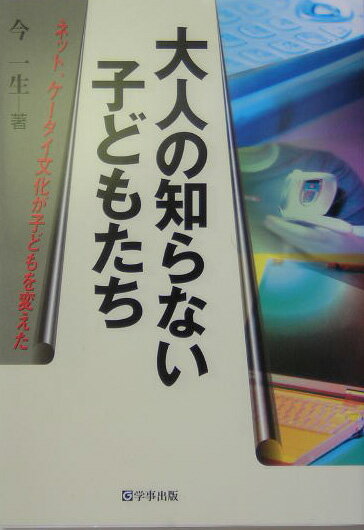 大人の知らない
子どもたち
ネット、ケータイ文化が子どもを変えた
今一生―著
G学事出版